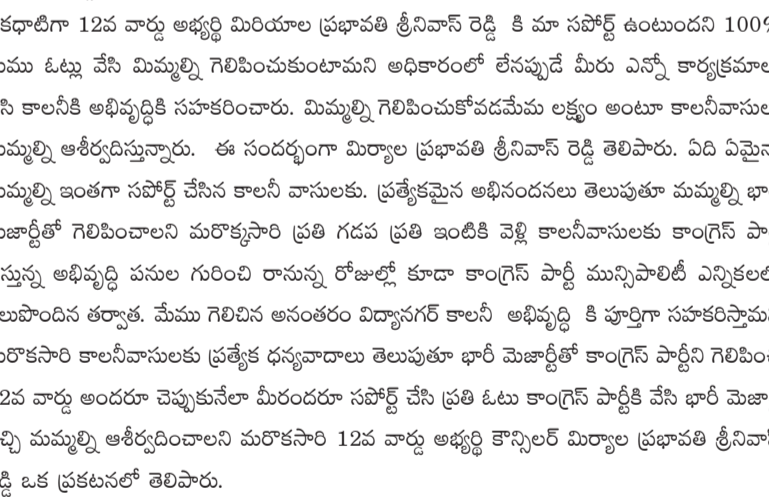 కధాటిగా 12వ వార్డు అభ్యర్థి మిరియాల ప్రభావతి శ్రీనివాస్ రెడ్డి కి మా సపోర్ట్ ఉంటుందని 100%
ము ఓట్లు వేసి మిమ్మల్ని గెలిపించుకుంటామని అధికారంలో లేనప్పుడే మీరు ఎన్నో కార్యక్రమాల
సి కాలనీకి అభివృద్ధికి సహకరించారు. మిమ్మల్ని గెలిపించుకోవడమేమ లక్ష్యం అంటూ కాలనీవాసుల
మ్మల్ని ఆశీర్వదిస్తున్నారు. ఈ సందర్భంగా మిర్యాల ప్రభావతి శ్రీనివాస్ రెడ్డి తెలిపారు. ఏది ఏమైన
మ్మల్ని ఇంతగా సపోర్ట్ చేసిన కాలనీ వాసులకు. ప్రత్యేకమైన అభినందనలు తెలుపుతూ మమ్మల్ని భా
జార్టీతో గెలిపించాలని మరొక్కసారి ప్రతి గడప ప్రతి ఇంటికి వెళ్లి కాలనీవాసులకు కాంగ్రెస్ పా
స్తున్న అభివృద్ధి పనుల గురించి రానున్న రోజుల్లో కూడా కాంగ్రెస్ పార్టీ మున్సిపాలిటీ ఎన్నికలలో
లుపొందిన తర్వాత. మేము గెలిచిన అనంతరం విద్యానగర్ కాలనీ అభివృద్ధి కి పూర్తిగా సహకరిస్తామ
రొకసారి కాలనీవాసులకు ప్రత్యేక ధన్యవాదాలు తెలుపుతూ భారీ మెజార్టీతో కాంగ్రెస్ పార్టీని గెలిపిం
2వ వార్డు అందరూ చెప్పుకునేలా మీరందరూ సపోర్ట్ చేసి ప్రతి ఓటు కాంగ్రెస్ పార్టీకి వేసి భారీ మెజా
చ్చి మమ్మల్ని ఆశీర్వదించాలని మరొకసారి 12వ వార్డు అభ్యర్థి కౌన్సిలర్ మిర్యాల ప్రభావతి శ్రీనివా
డ్డి ఒక ప్రకటనలో తెలిపారు.